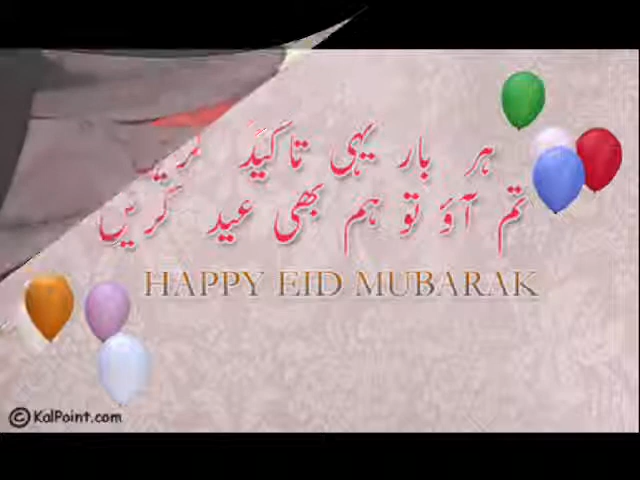 ہر بار یہی تاکید کریں
تم آؤ تو ہم بھی عید کریں
HAPPY EID MUBARAK
© KalPoint.com